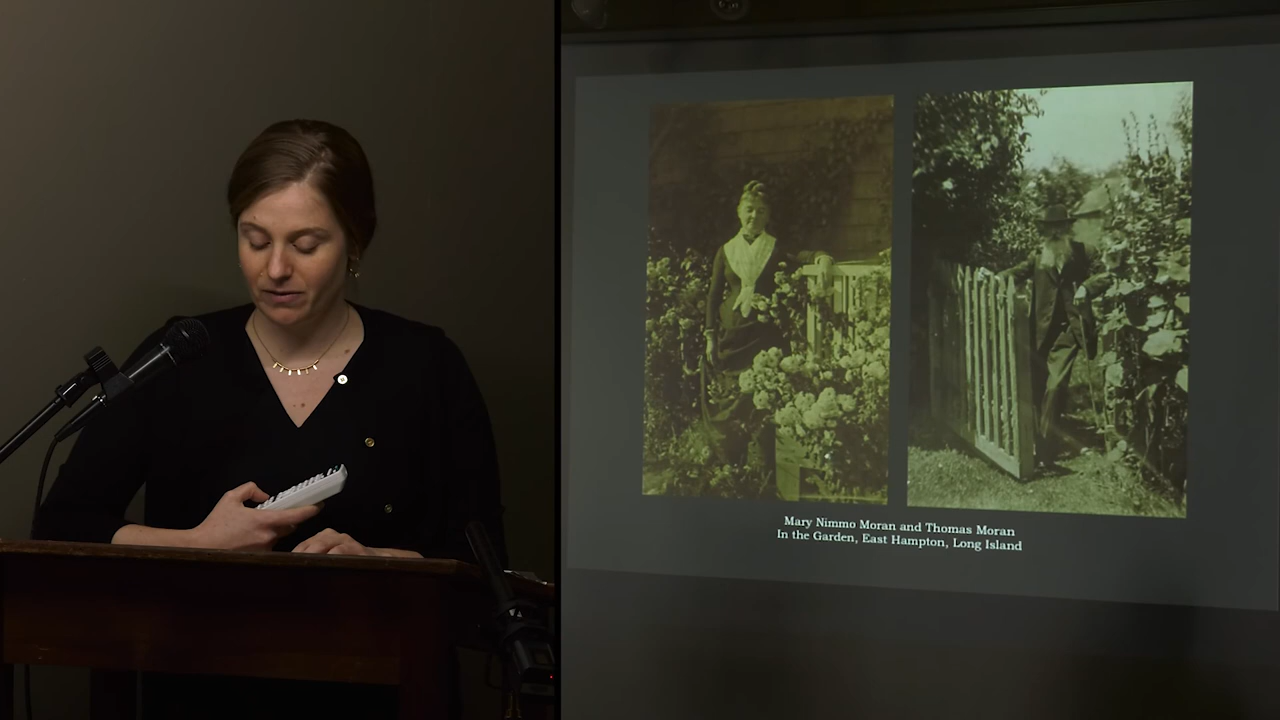 Mary Nimmo Moran and Thomas Moran
In the Garden, East Hampton, Long Island